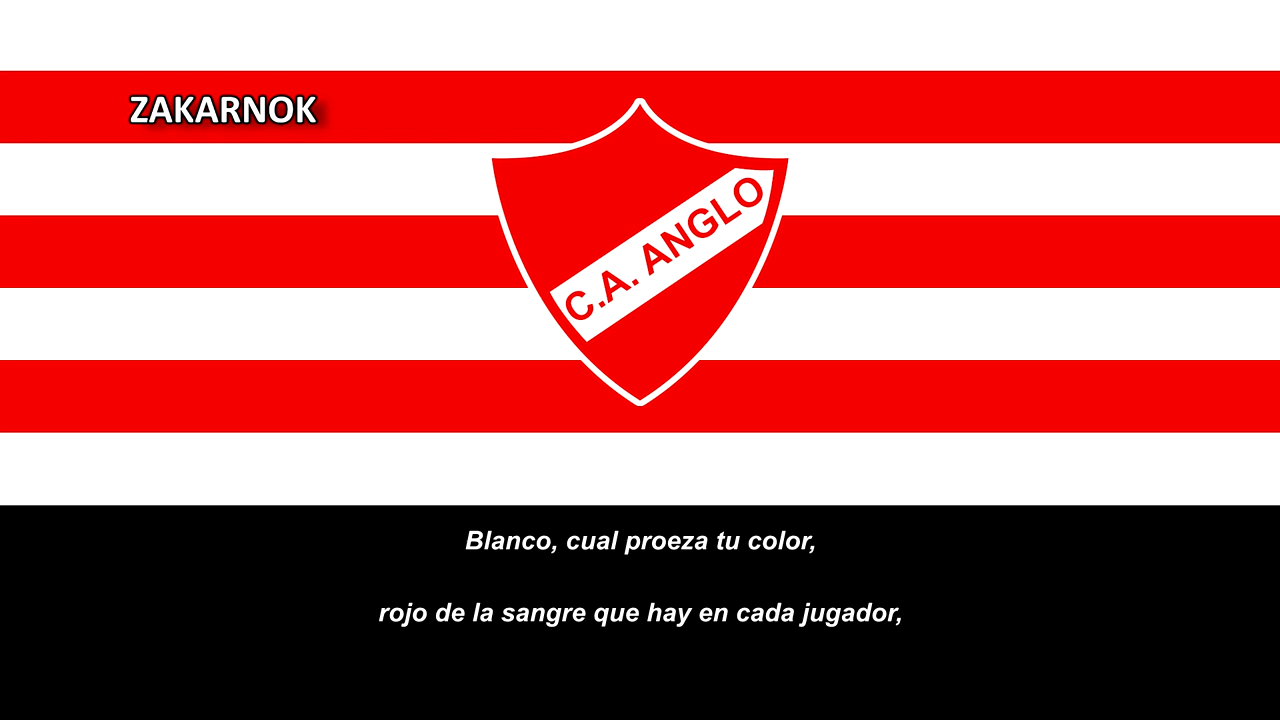 ZAKARNOK
C.A. ANGLO
Blanco, cual proeza tu color,
rojo de la sangre que hay en cada jugador,